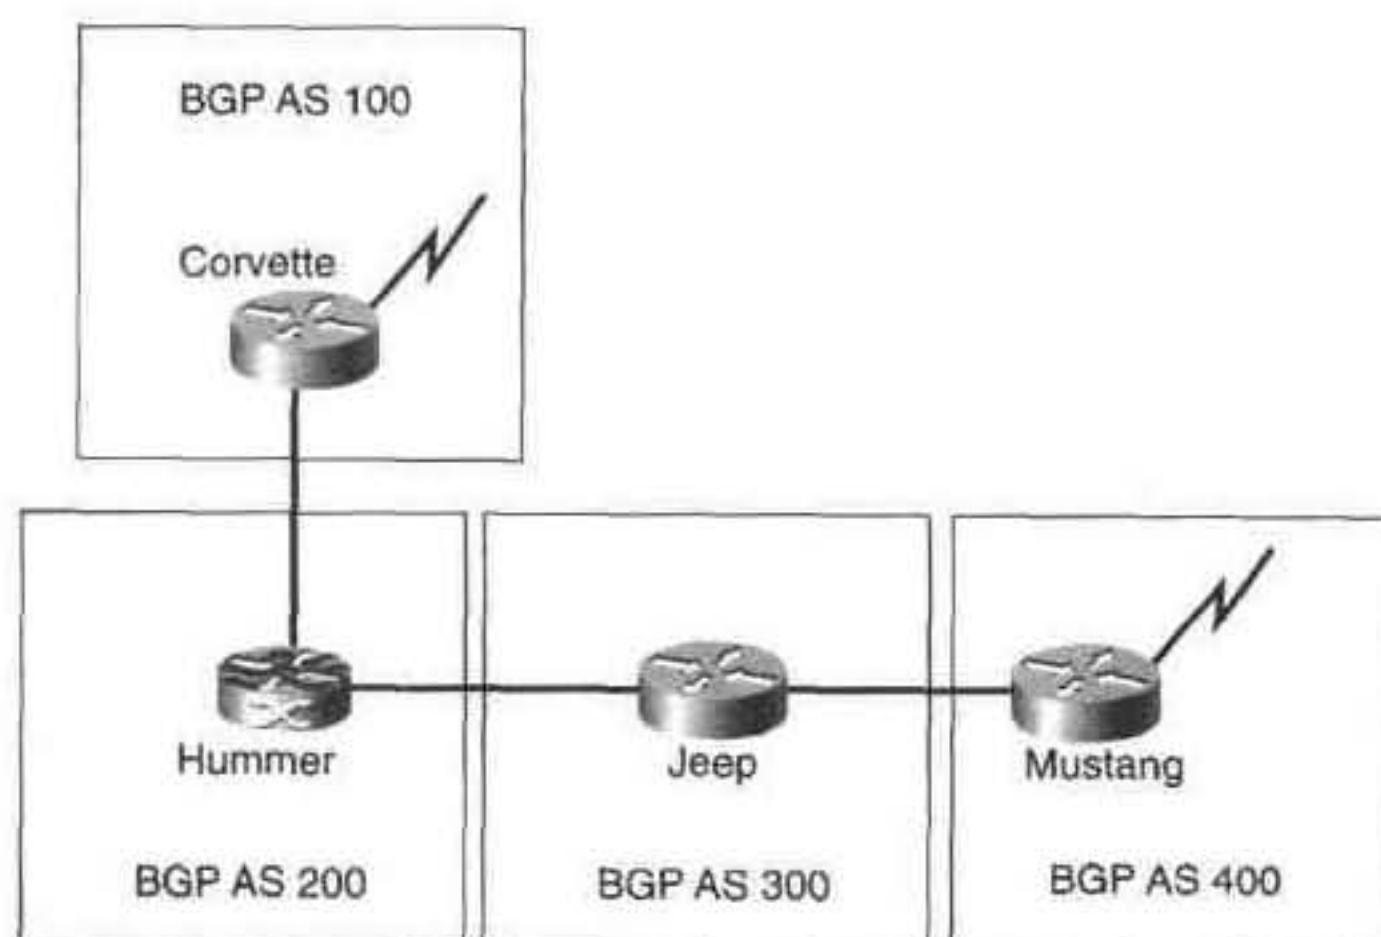 BGP AS 100
Corvette
Hummer
Jeep
Mustang
BGP AS 200
BGP AS 300
BGP AS 400